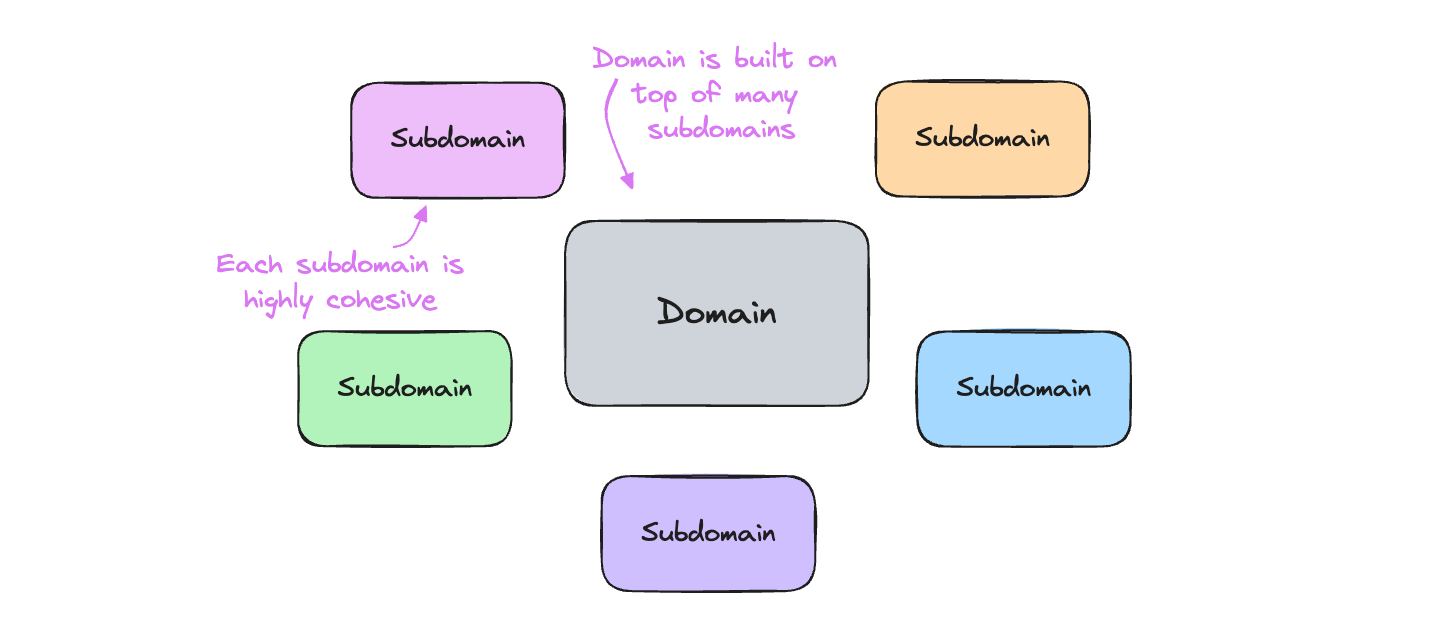 Domain is built on
top of many
subdomains
Subdomain
Subdomain
Each subdomain is
highly cohesive
Domain
Subdomain
Subdomain
Subdomain